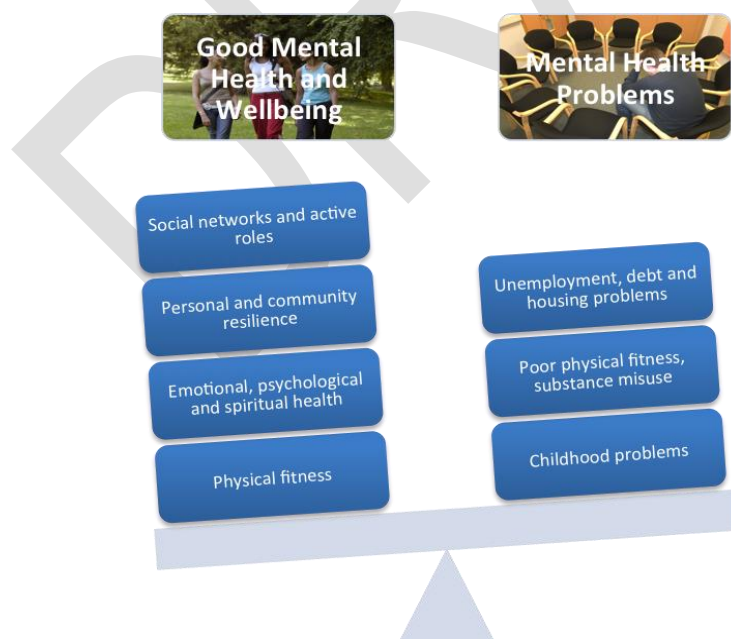 Good Mental
Health and
Wellbeing
Mental Health
Problems
Social networks and active
roles
Personal and community
resilience
Emotional, psychological
and spiritual health
Physical fitness
Unemployment, debt and
housing problems
Poor physical fitness,
substance misuse
Childhood problems